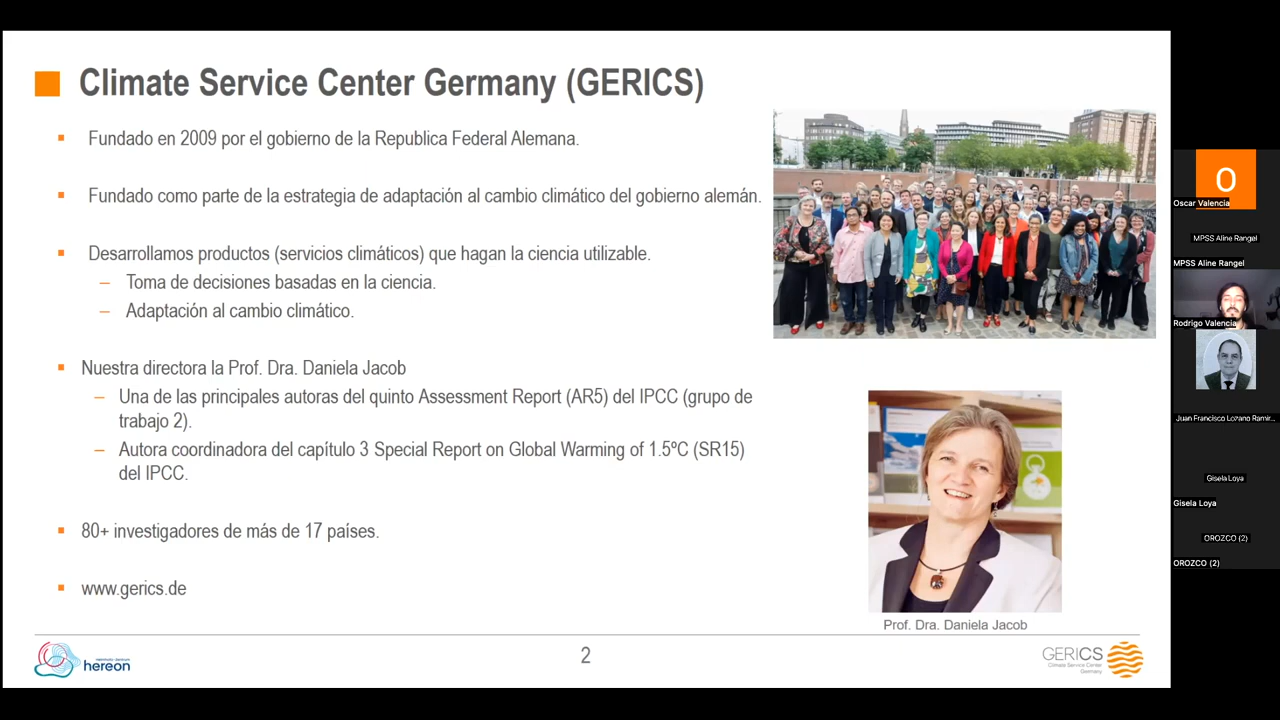 Climate Service Center Germany (GERICS)
Fundado en 2009 por el gobierno de la Republica Federal Alemana.
Fundado como parte de la estrategia de adaptación al cambio climático del gobierno alemán.
Desarrollamos productos (servicios climáticos) que hagan la ciencia utilizable.
– Toma de decisiones basadas en la ciencia.
– Adaptación al cambio climático.
Nuestra directora la Prof. Dra. Daniela Jacob
– Una de las principales autoras del quinto Assessment Report (AR5) del IPCC (grupo de
trabajo 2).
– Autora coordinadora del capítulo 3 Special Report on Global Warming of 1.5ºC (SR15)
del IPCC.
80+ investigadores de más de 17 países.
www.gerics.de
Prof. Dra. Daniela Jacob
hereon
2
GERICS
Climate Service Center
Germany
O
Oscar Valencia
MPSS Aline Rangel
MPSS Aline Rangel
Rodrigo Valencia
Juan Francisco Lozano Ramir...
Gisela Loya
Gisela Loya
OROZCO (2)
OROZCO (2)